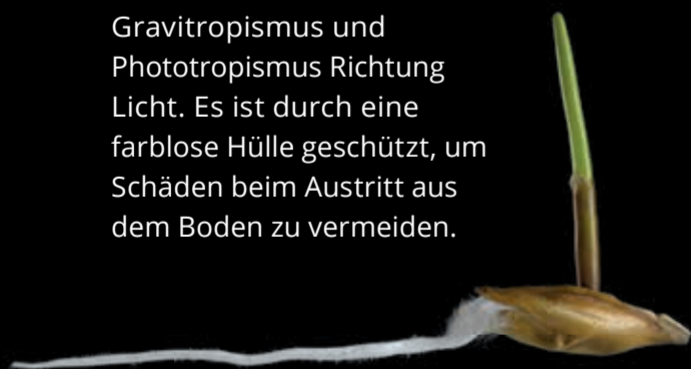 Gravitropismus und
Phototropismus Richtung
Licht. Es ist durch eine
farblose Hülle geschützt, um
Schäden beim Austritt aus
dem Boden zu vermeiden.